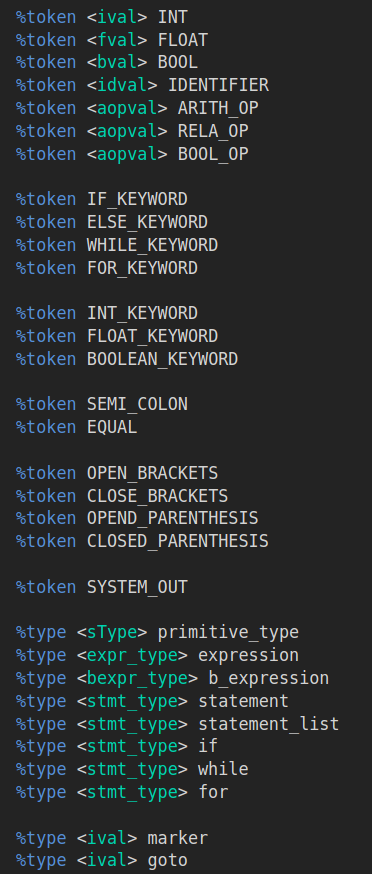 %token <ival> INT
%token <fval> FLOAT
%token <bval> BOOL
%token <idval> IDENTIFIER
%token <aopval> ARITH_OP
%token <aopval> RELA_OP
%token <aopval> BOOL_OP
%token IF_KEYWORD
%token ELSE_KEYWORD
%token WHILE_KEYWORD
%token FOR_KEYWORD
%token INT_KEYWORD
%token FLOAT_KEYWORD
%token BOOLEAN_KEYWORD
%token SEMI_COLON
%token EQUAL
%token OPEN_BRACKETS
%token CLOSE_BRACKETS
%token OPEND_PARENTHESIS
%token CLOSED_PARENTHESIS
%token SYSTEM_OUT
%type <sType> primitive_type
%type <expr_type> expression
%type <bexpr_type> b_expression
%type <stmt_type> statement
%type <stmt_type> statement_list
%type <stmt_type> if
%type <stmt_type> while
%type <stmt_type> for
%type <ival> marker
%type <ival> goto